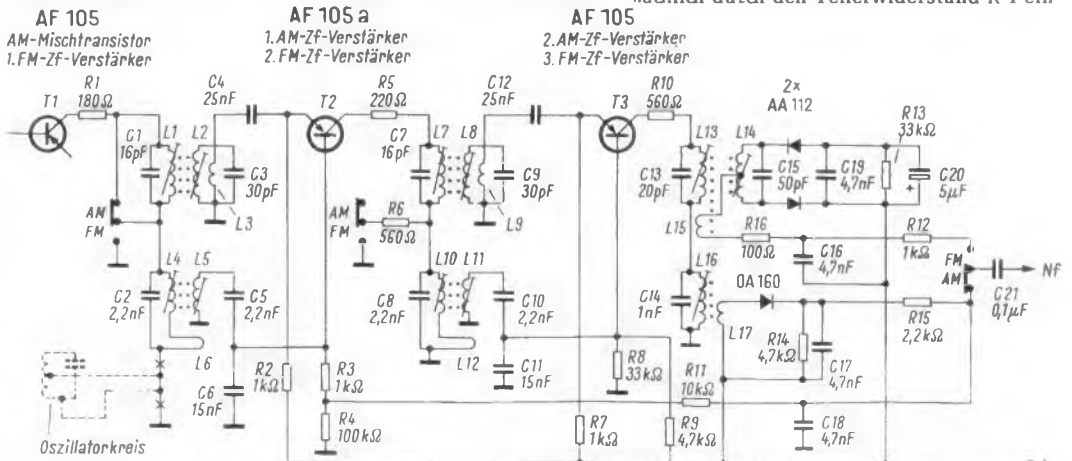 AF 105
AM-Mischtransistor
1.FM-Zf-Verstärker
AF 105 a
1.AM-Zf-Verstärker
2.FM-Zf-Verstärker
AF 105
2.AM-Zf-Verstärker
3.FM-Zf-Verstärker
T1
R1
180Ω
C1
16pF
L1
L2
C4
25nF
C3
30pF
L3
AM
FM
L4
L5
C2
2,2nF
C5
2,2nF
L6
C6
15nF
Oszillatorkreis
R2
1kΩ
R3
1kΩ
R4
100kΩ
T2
R5
220Ω
C7
16pF
L7
L8
C12
25nF
C9
30pF
L9
AM
FM
R6
560Ω
L10
L11
C8
2,2nF
C10
2,2nF
L12
C11
15nF
T3
R10
560Ω
L13
L14
C13
20pF
L15
L16
C14
1nF
L17
R8
33kΩ
R7
1kΩ
R9
4,7kΩ
R11
10kΩ
2x
AA 112
C15
50pF
C19
4,7nF
R13
33kΩ
C20
5µF
+
R16
100Ω
C16
4,7nF
R12
1kΩ
OA 160
R14
4,7kΩ
C17
4,7nF
R15
2,2kΩ
C18
4,7nF
FM
AM
C21
0,1µF
Nf